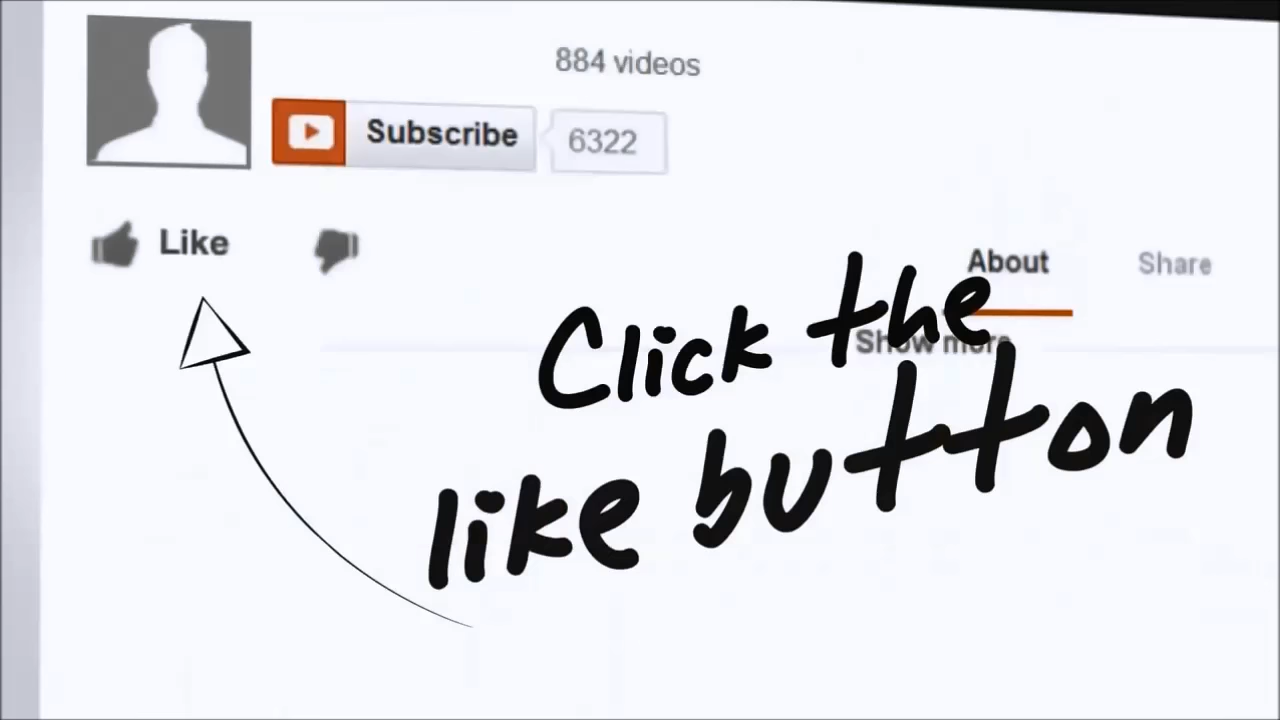 884 videos
Subscribe 6322
Like
About Share
Show more
Click the
like button